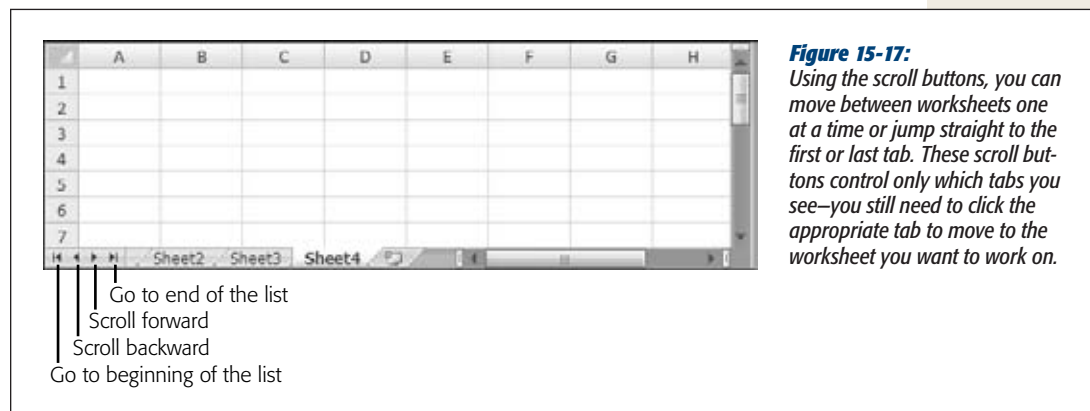 A B C D E F G H
1
2
3
4
5
6
7
Sheet2 Sheet3 Sheet4
Go to end of the list
Scroll forward
Scroll backward
Go to beginning of the list
Figure 15-17:
Using the scroll buttons, you can
move between worksheets one
at a time or jump straight to the
first or last tab. These scroll but-
tons control only which tabs you
see—you still need to click the
appropriate tab to move to the
worksheet you want to work on.